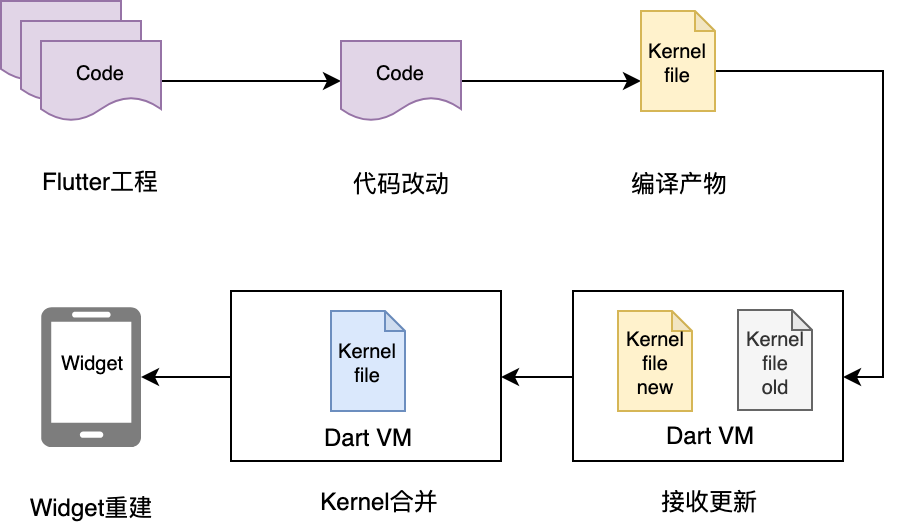 Code
Code
Kernel
file
Flutter工程
代码改动
编译产物
Widget
Kernel
file
Dart VM
Kernel
file
new
Kernel
file
old
Dart VM
Widget重建
Kernel合并
接收更新